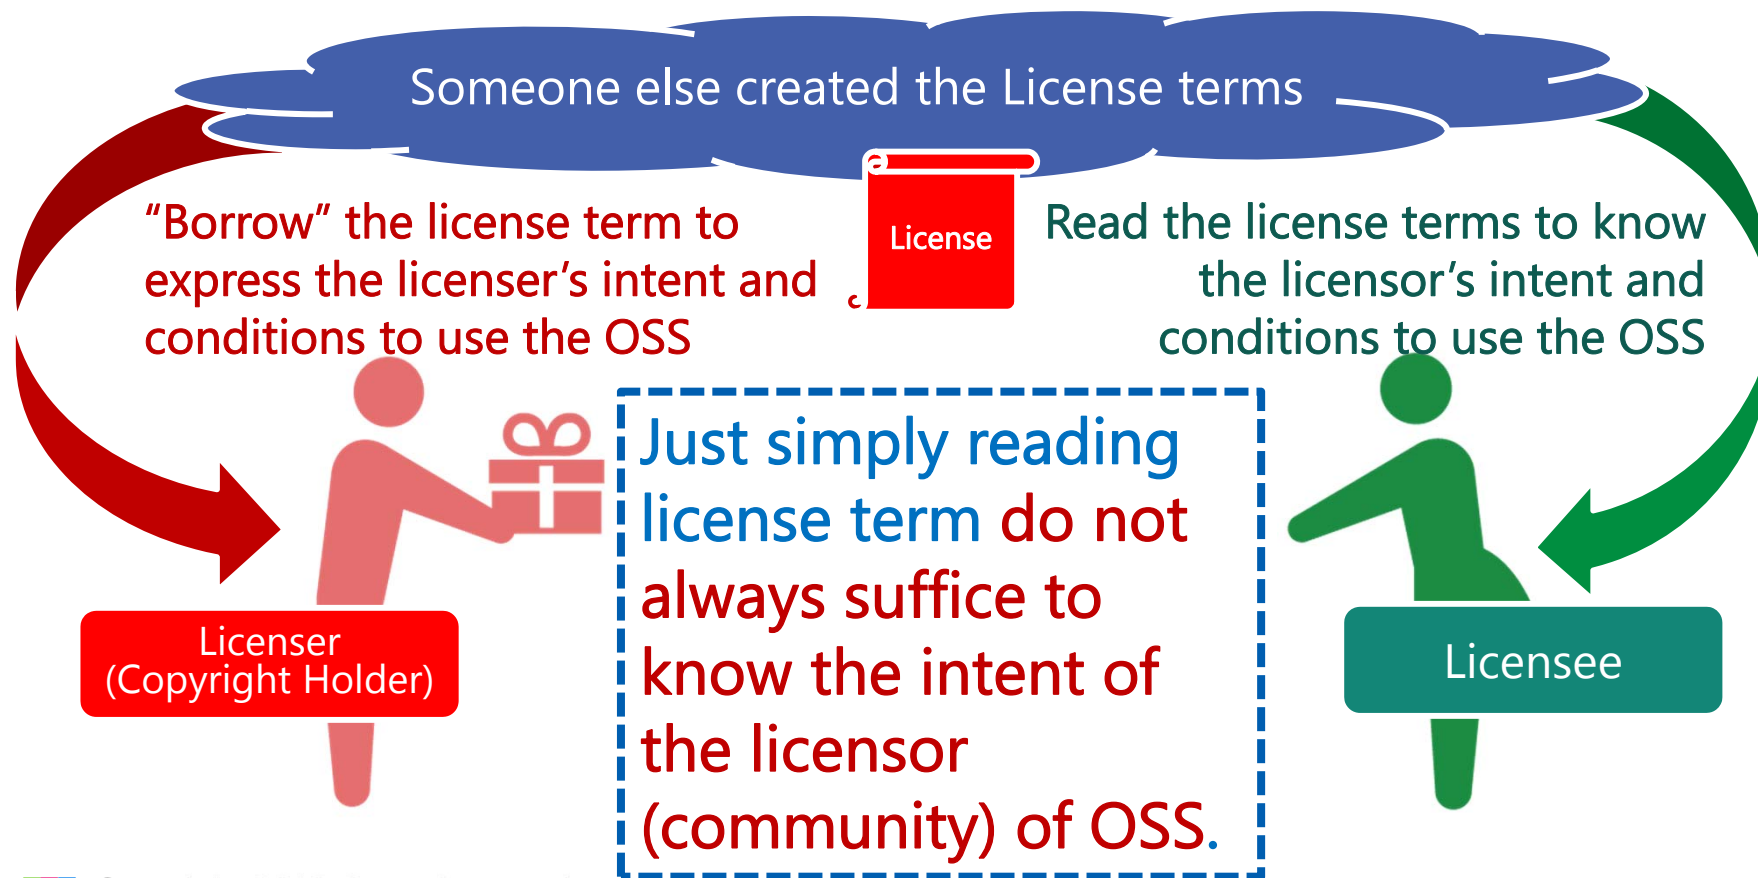 Someone else created the License terms
“Borrow” the license term to
express the licenser’s intent and
conditions to use the OSS
License
Read the license terms to know
the licensor’s intent and
conditions to use the OSS
Just simply reading
license term do not
always suffice to
know the intent of
the licensor
(community) of OSS.
Licenser
(Copyright Holder)
Licensee